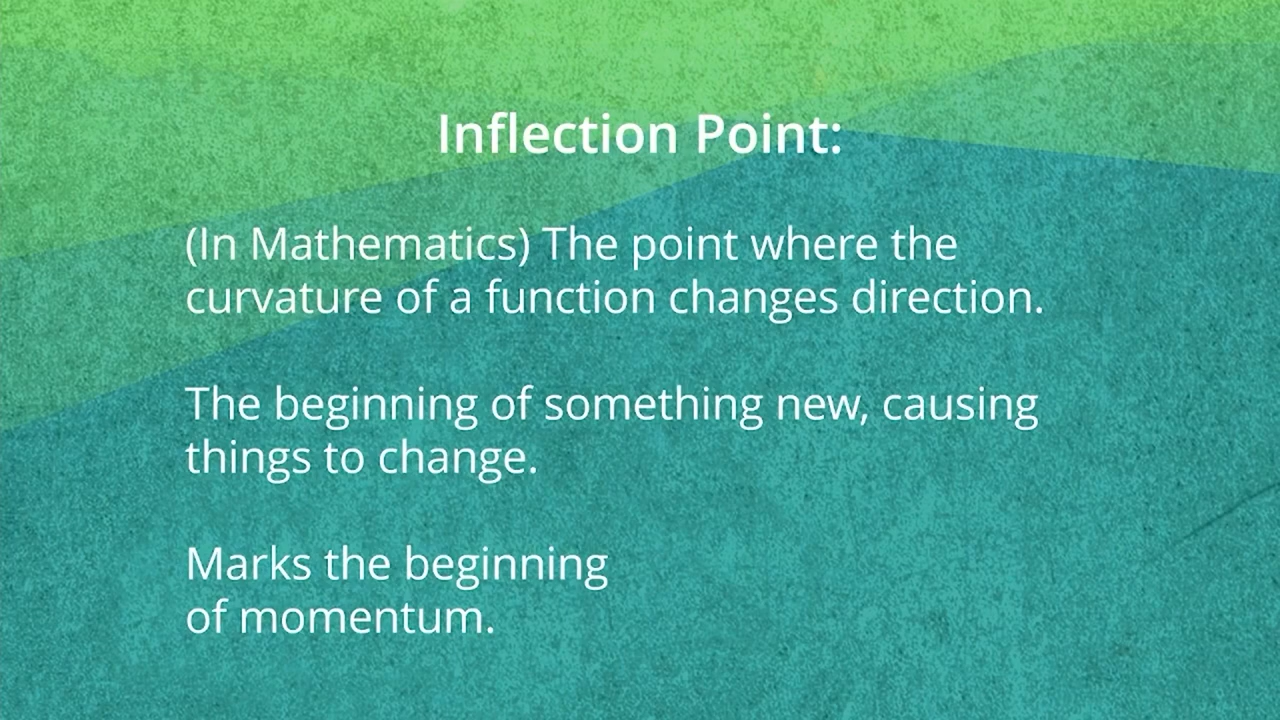 Inflection Point:
(In Mathematics) The point where the
curvature of a function changes direction.
The beginning of something new, causing
things to change.
Marks the beginning
of momentum.